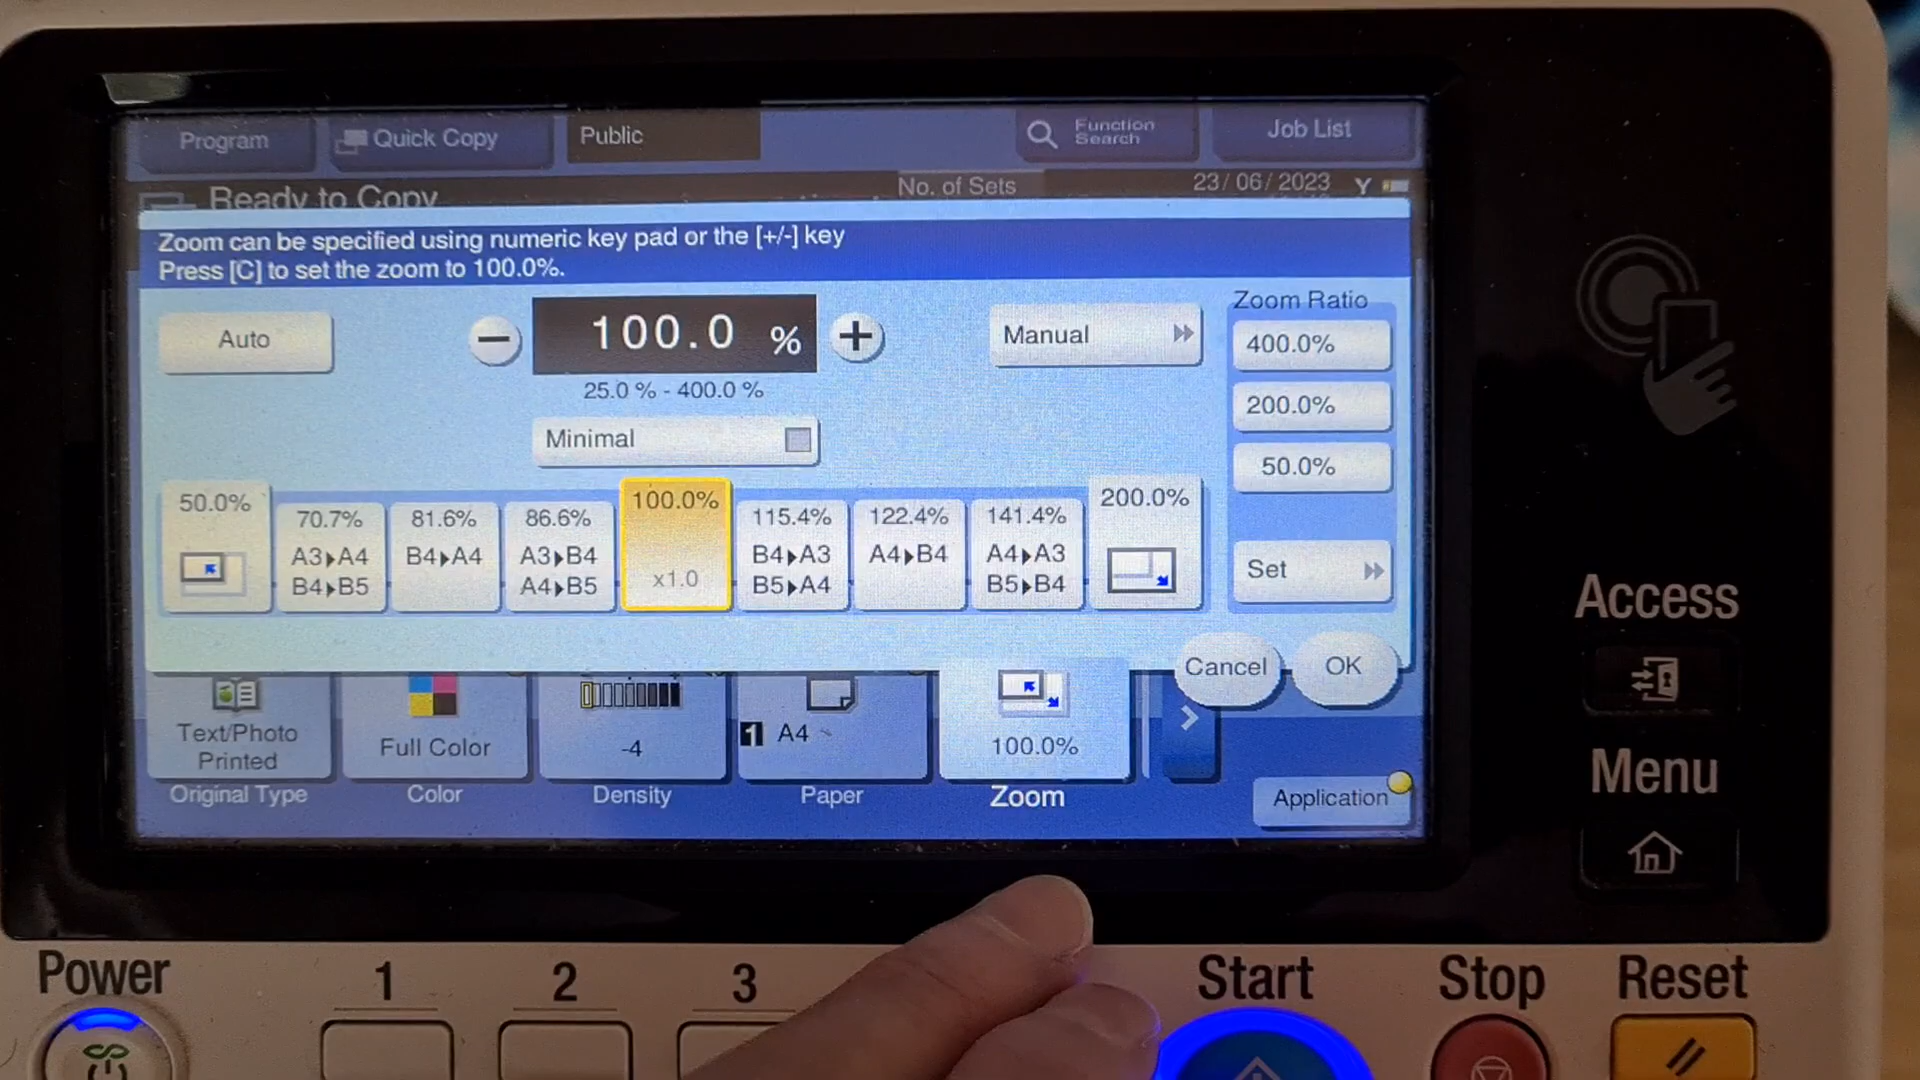 Program
Quick Copy
Public
Function Search
Job List
Ready to Copy
No. of Sets
23/06/2023
Y
Zoom can be specified using numeric key pad or the [+/-] key
Press [C] to set the zoom to 100.0%.
Auto
−
100.0 %
+
25.0 % - 400.0 %
Minimal
Manual
Zoom Ratio
400.0%
200.0%
50.0%
Set
50.0%
70.7%
A3▸A4
B4▸B5
81.6%
B4▸A4
86.6%
A3▸B4
A4▸B5
100.0%
x1.0
115.4%
B4▸A3
B5▸A4
122.4%
A4▸B4
141.4%
A4▸A3
B5▸B4
200.0%
Cancel
OK
Text/Photo
Printed
Original Type
Full Color
Color
-4
Density
1 A4
Paper
100.0%
Zoom
Application
Access
Menu
Power
1
2
3
Start
Stop
Reset